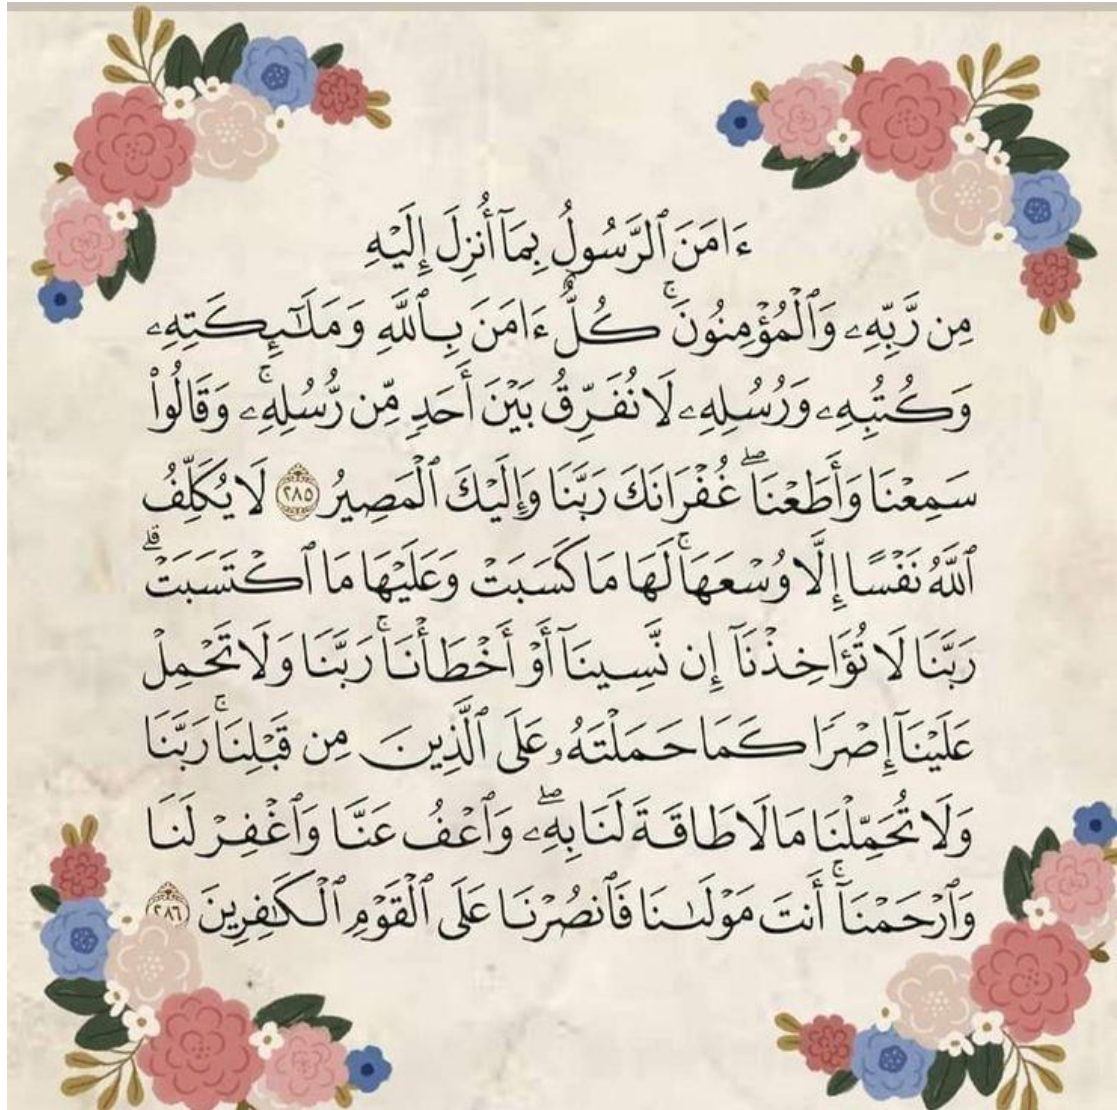 ءَامَنَ ٱلرَّسُولُ بِمَآ أُنزِلَ إِلَيْهِ
مِن رَّبِّهِۦ وَٱلْمُؤْمِنُونَ ۚ كُلٌّ ءَامَنَ بِٱللَّهِ وَمَلَـٰٓئِكَتِهِۦ
وَكُتُبِهِۦ وَرُسُلِهِۦ لَا نُفَرِّقُ بَيْنَ أَحَدٍ مِّن رُّسُلِهِۦ ۚ وَقَالُوا۟
سَمِعْنَا وَأَطَعْنَا ۖ غُفْرَانَكَ رَبَّنَا وَإِلَيْكَ ٱلْمَصِيرُ ٢٨٥ لَا يُكَلِّفُ
ٱللَّهُ نَفْسًا إِلَّا وُسْعَهَا ۚ لَهَا مَا كَسَبَتْ وَعَلَيْهَا مَا ٱكْتَسَبَتْ ۗ
رَبَّنَا لَا تُؤَاخِذْنَآ إِن نَّسِينَآ أَوْ أَخْطَأْنَا ۚ رَبَّنَا وَلَا تَحْمِلْ
عَلَيْنَآ إِصْرًا كَمَا حَمَلْتَهُۥ عَلَى ٱلَّذِينَ مِن قَبْلِنَا ۚ رَبَّنَا
وَلَا تُحَمِّلْنَا مَا لَا طَاقَةَ لَنَا بِهِۦ ۖ وَٱعْفُ عَنَّا وَٱغْفِرْ لَنَا
وَٱرْحَمْنَآ ۚ أَنتَ مَوْلَىٰنَا فَٱنصُرْنَا عَلَى ٱلْقَوْمِ ٱلْكَـٰفِرِينَ ٢٨٦